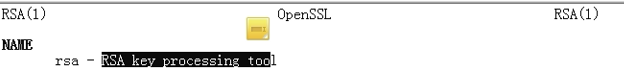 RSA(1) OpenSSL RSA(1)
NAME
rsa - RSA key processing tool